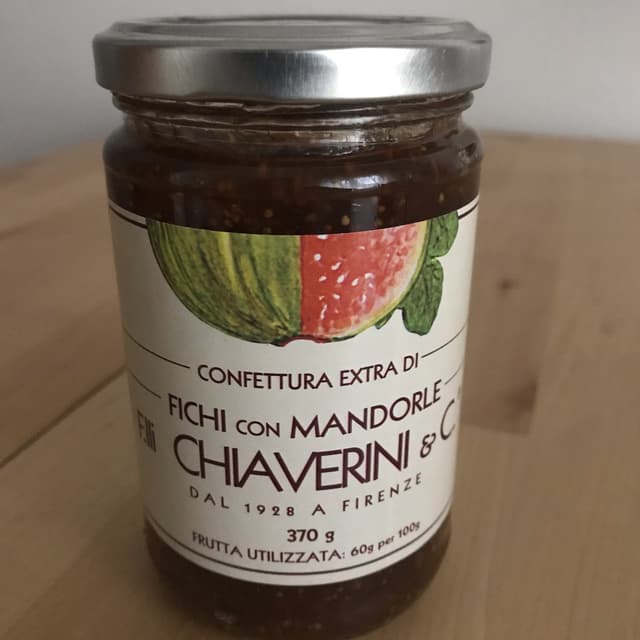 CONFETTURA EXTRA DI
FICHI CON MANDORLE
F.lli CHIAVERINI & C.
DAL 1928 A FIRENZE
370 g
FRUTTA UTILIZZATA: 60g per 100g